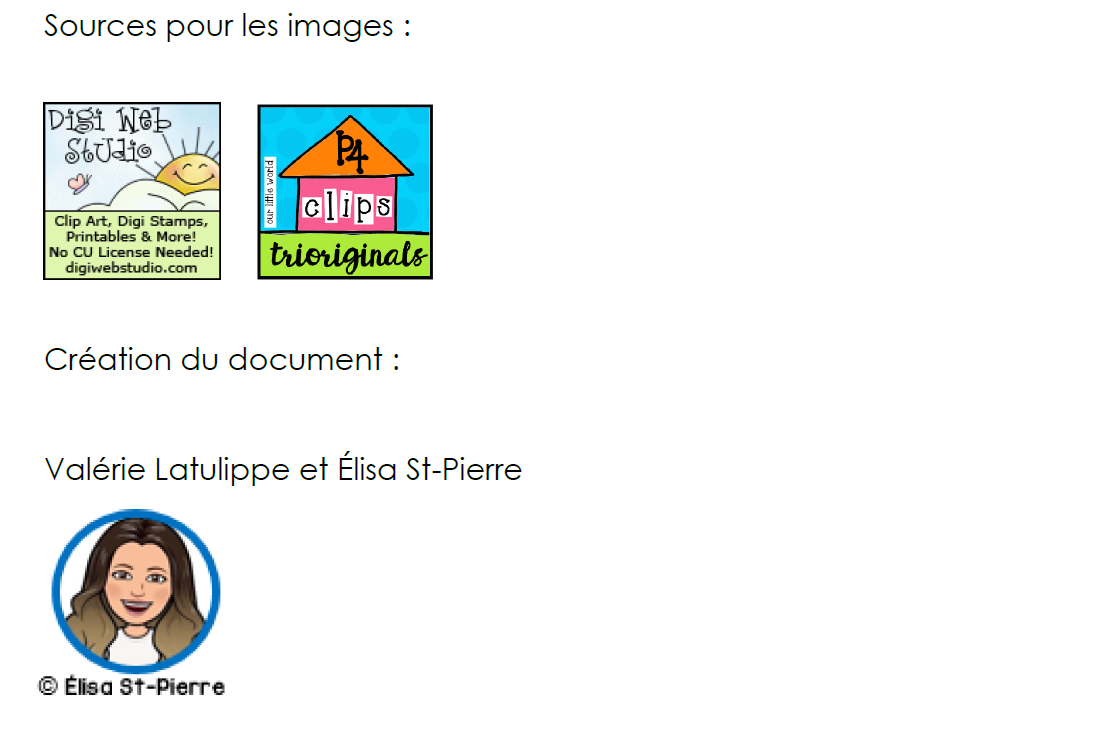 Sources pour les images :
Digi Web
Studio
Clip Art, Digi Stamps,
Printables & More!
No CU License Needed!
digiwebstudio.com
our little world
P4
clips
trioriginals
Création du document :
Valérie Latulippe et Élisa St-Pierre
© Élisa St-Pierre